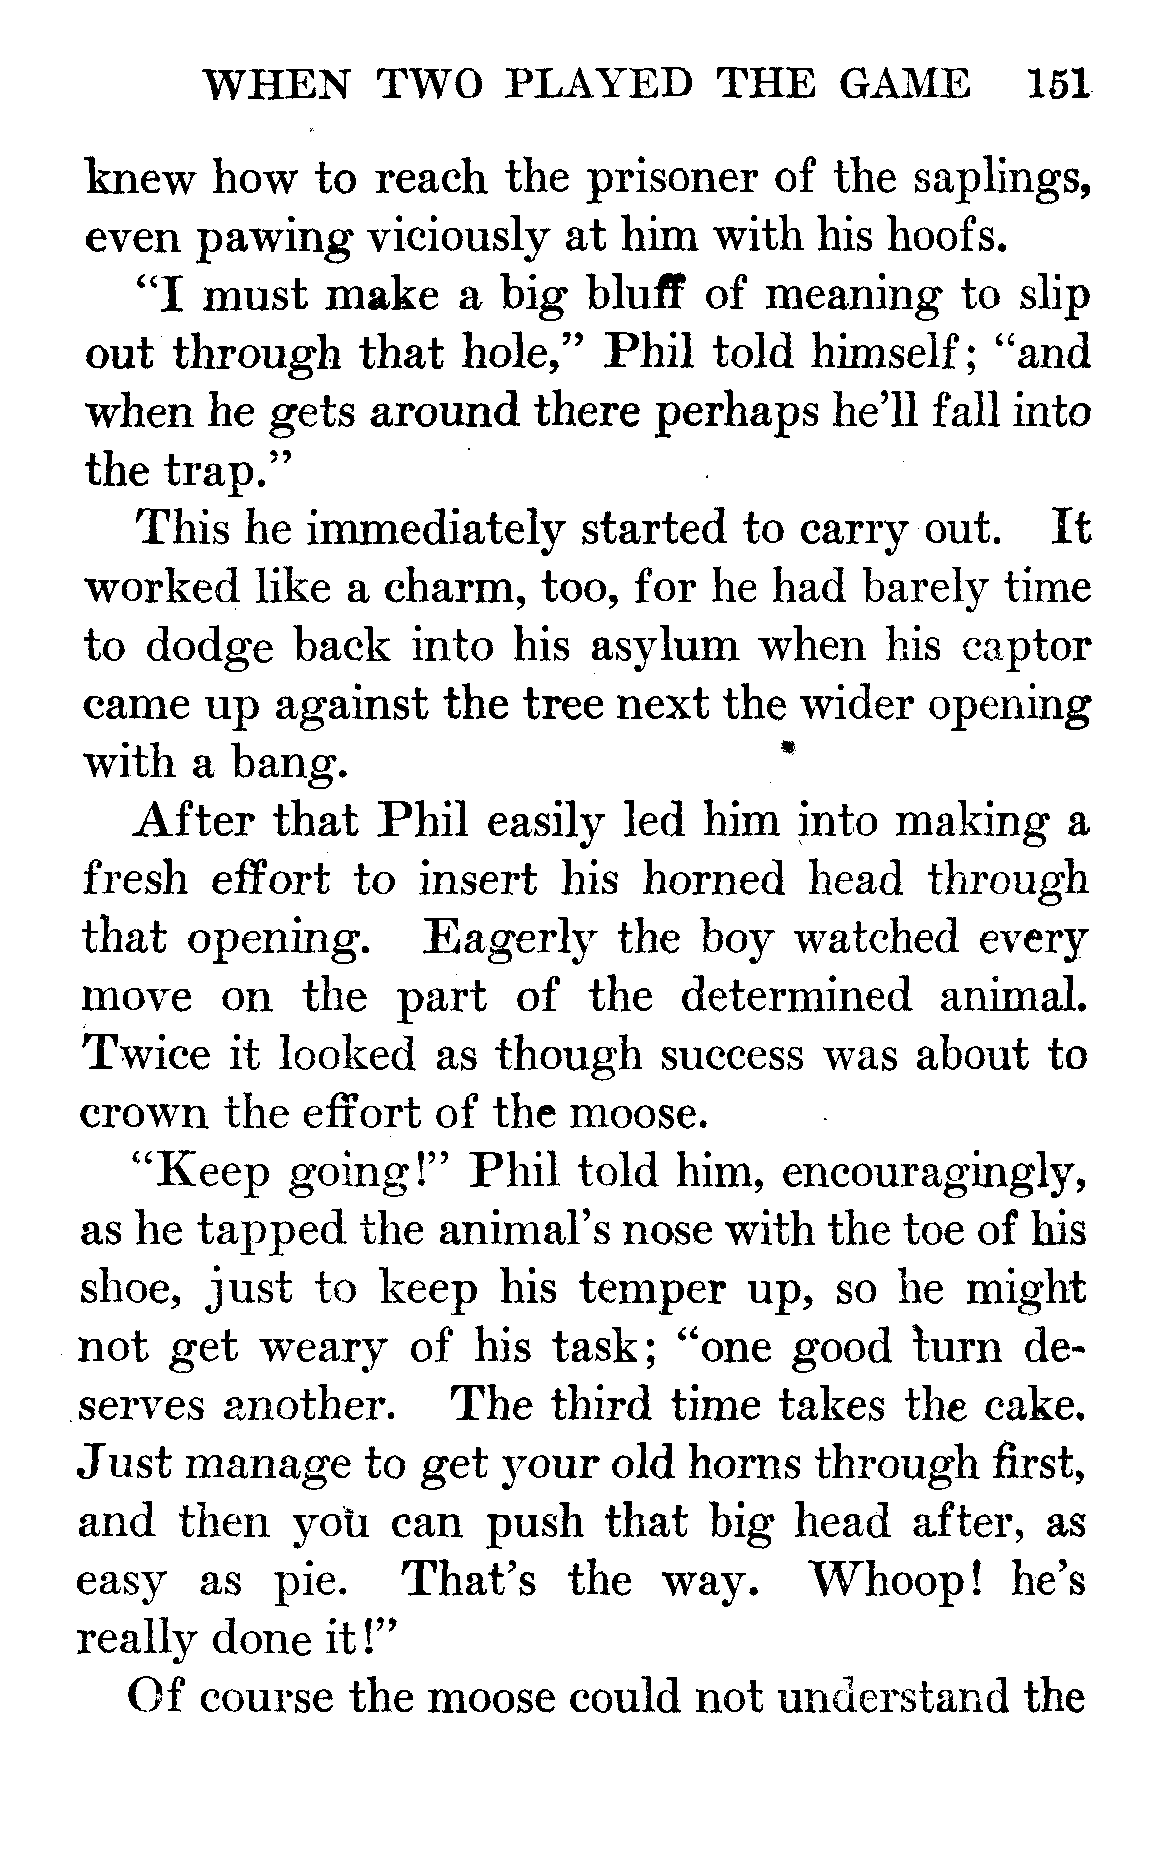 WHEN TWO PLAYED THE GAME 151
knew how to reach the prisoner of the saplings,
even pawing viciously at him with his hoofs.
“I must make a big bluff of meaning to slip
out through that hole,” Phil told himself; “and
when he gets around there perhaps he’ll fall into
the trap.”
This he immediately started to carry out. It
worked like a charm, too, for he had barely time
to dodge back into his asylum when his captor
came up against the tree next the wider opening
with a bang.
After that Phil easily led him into making a
fresh effort to insert his horned head through
that opening. Eagerly the boy watched every
move on the part of the determined animal.
Twice it looked as though success was about to
crown the effort of the moose.
“Keep going!” Phil told him, encouragingly,
as he tapped the animal’s nose with the toe of his
shoe, just to keep his temper up, so he might
not get weary of his task; “one good turn de-
serves another. The third time takes the cake.
Just manage to get your old horns through first,
and then you can push that big head after, as
easy as pie. That’s the way. Whoop! he’s
really done it!”
Of course the moose could not understand the